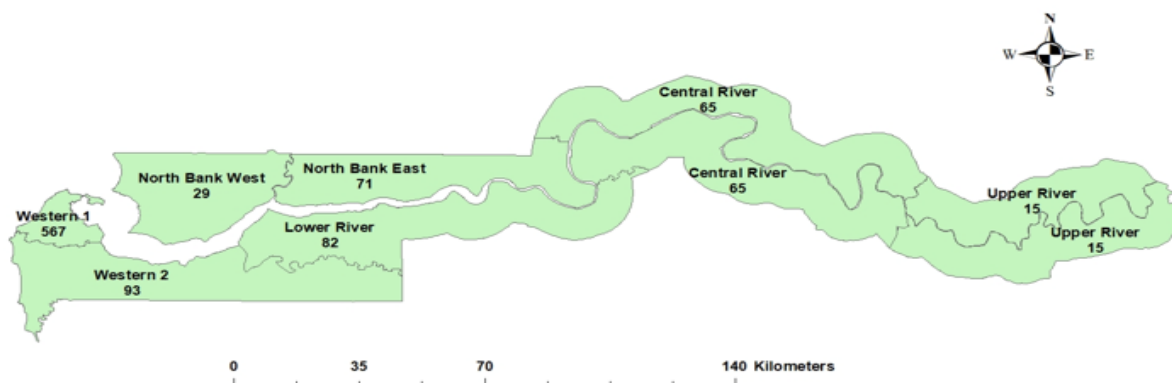 N
W E
S
Central River
65
North Bank West
29
North Bank East
71
Central River
65
Upper River
15
Western 1
567
Lower River
82
Upper River
15
Western 2
93
0 35 70 140 Kilometers